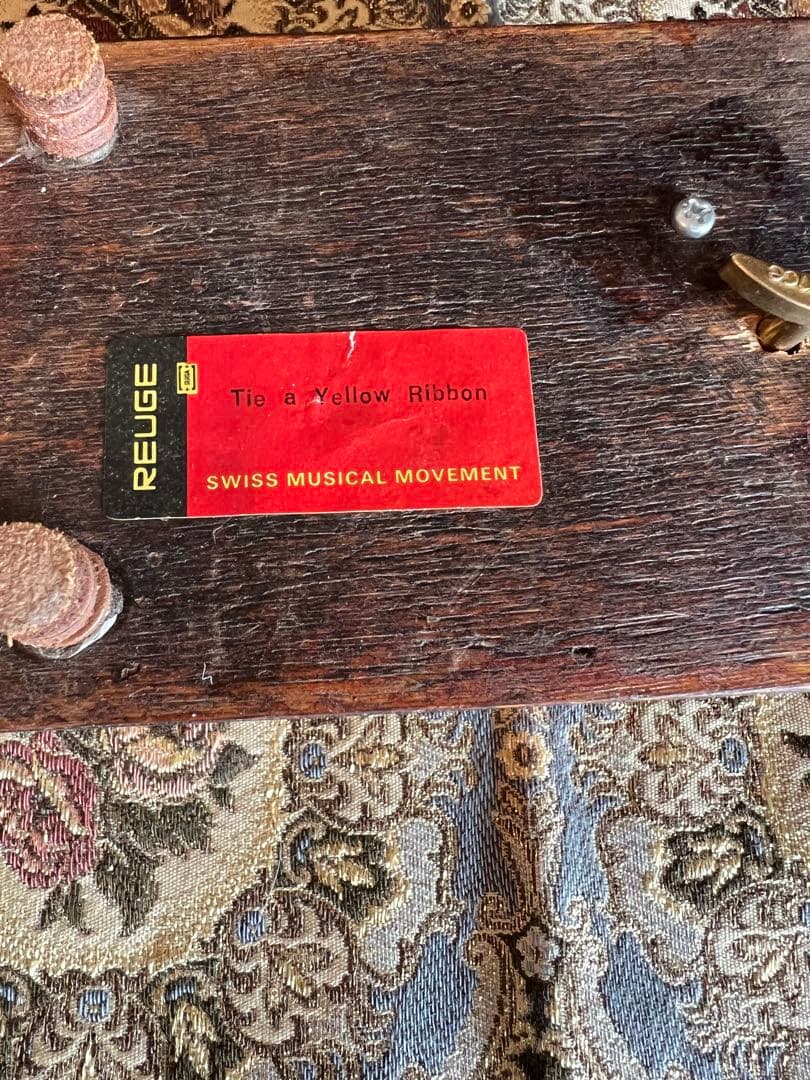 REUGE
Tie a Yellow Ribbon
SWISS MUSICAL MOVEMENT